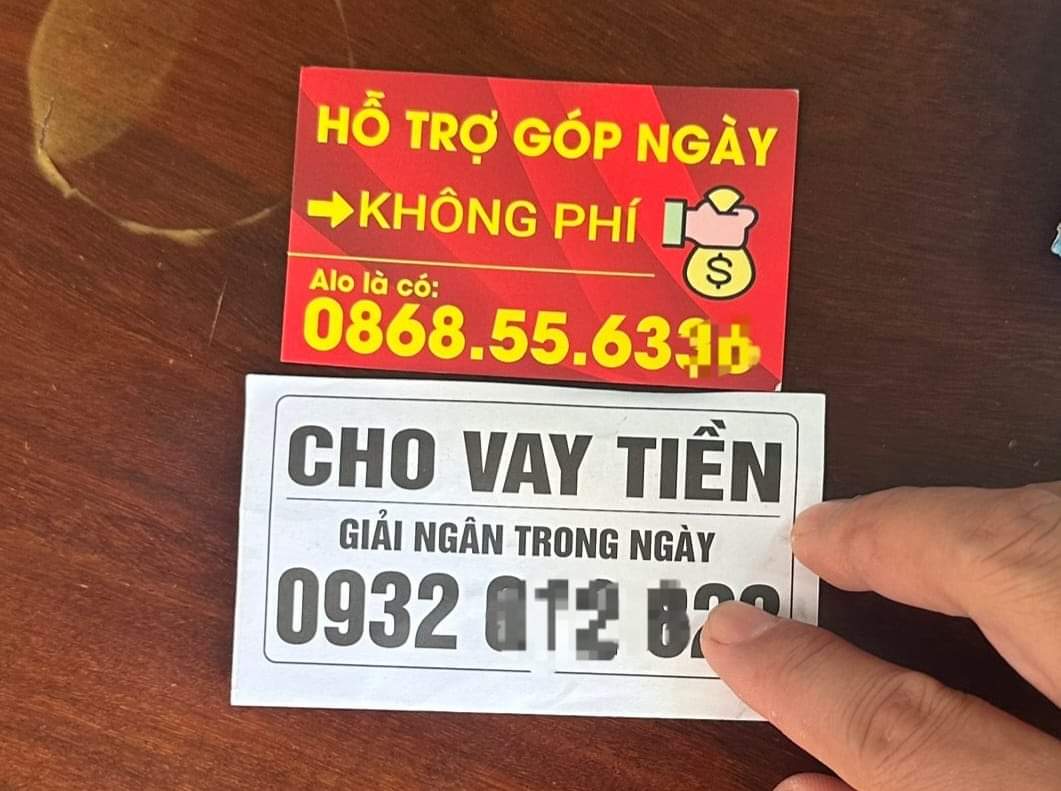 HỖ TRỢ GÓP NGÀY
KHÔNG PHÍ
$
Alo là có:
0868.55.63
CHO VAY TIỀN
GIẢI NGÂN TRONG NGÀY
0932